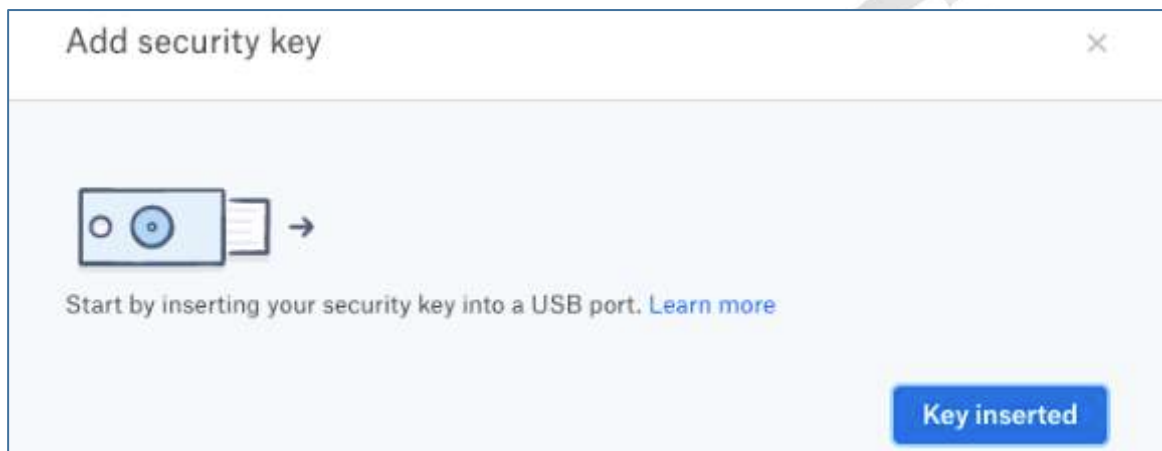 Add security key
Start by inserting your security key into a USB port. Learn more
Key inserted